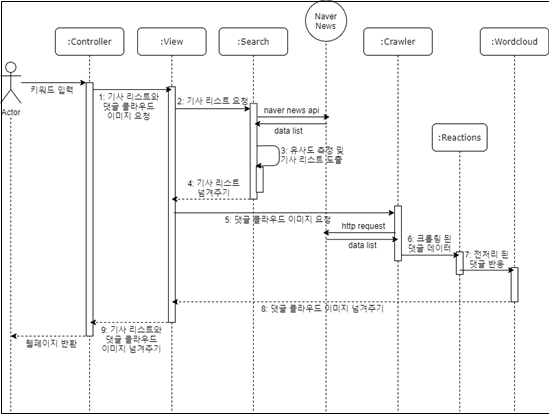 Naver
News
:Controller
:View
:Search
:Crawler
:Wordcloud
Actor
키워드 입력
1: 기사 리스트와
댓글 클라우드
이미지 요청
2: 기사 리스트 요청
naver news api
data list
:Reactions
3: 유사도 측정 및
기사 리스트 도출
4: 기사 리스트
넘겨주기
5: 댓글 클라우드 이미지 요청
http request
data list
6: 크롤링 된
댓글 데이터
7: 전처리 된
댓글 반응
8: 댓글 클라우드 이미지 넘겨주기
9: 기사 리스트와
댓글 클라우드
이미지 넘겨주기
웹페이지 반환